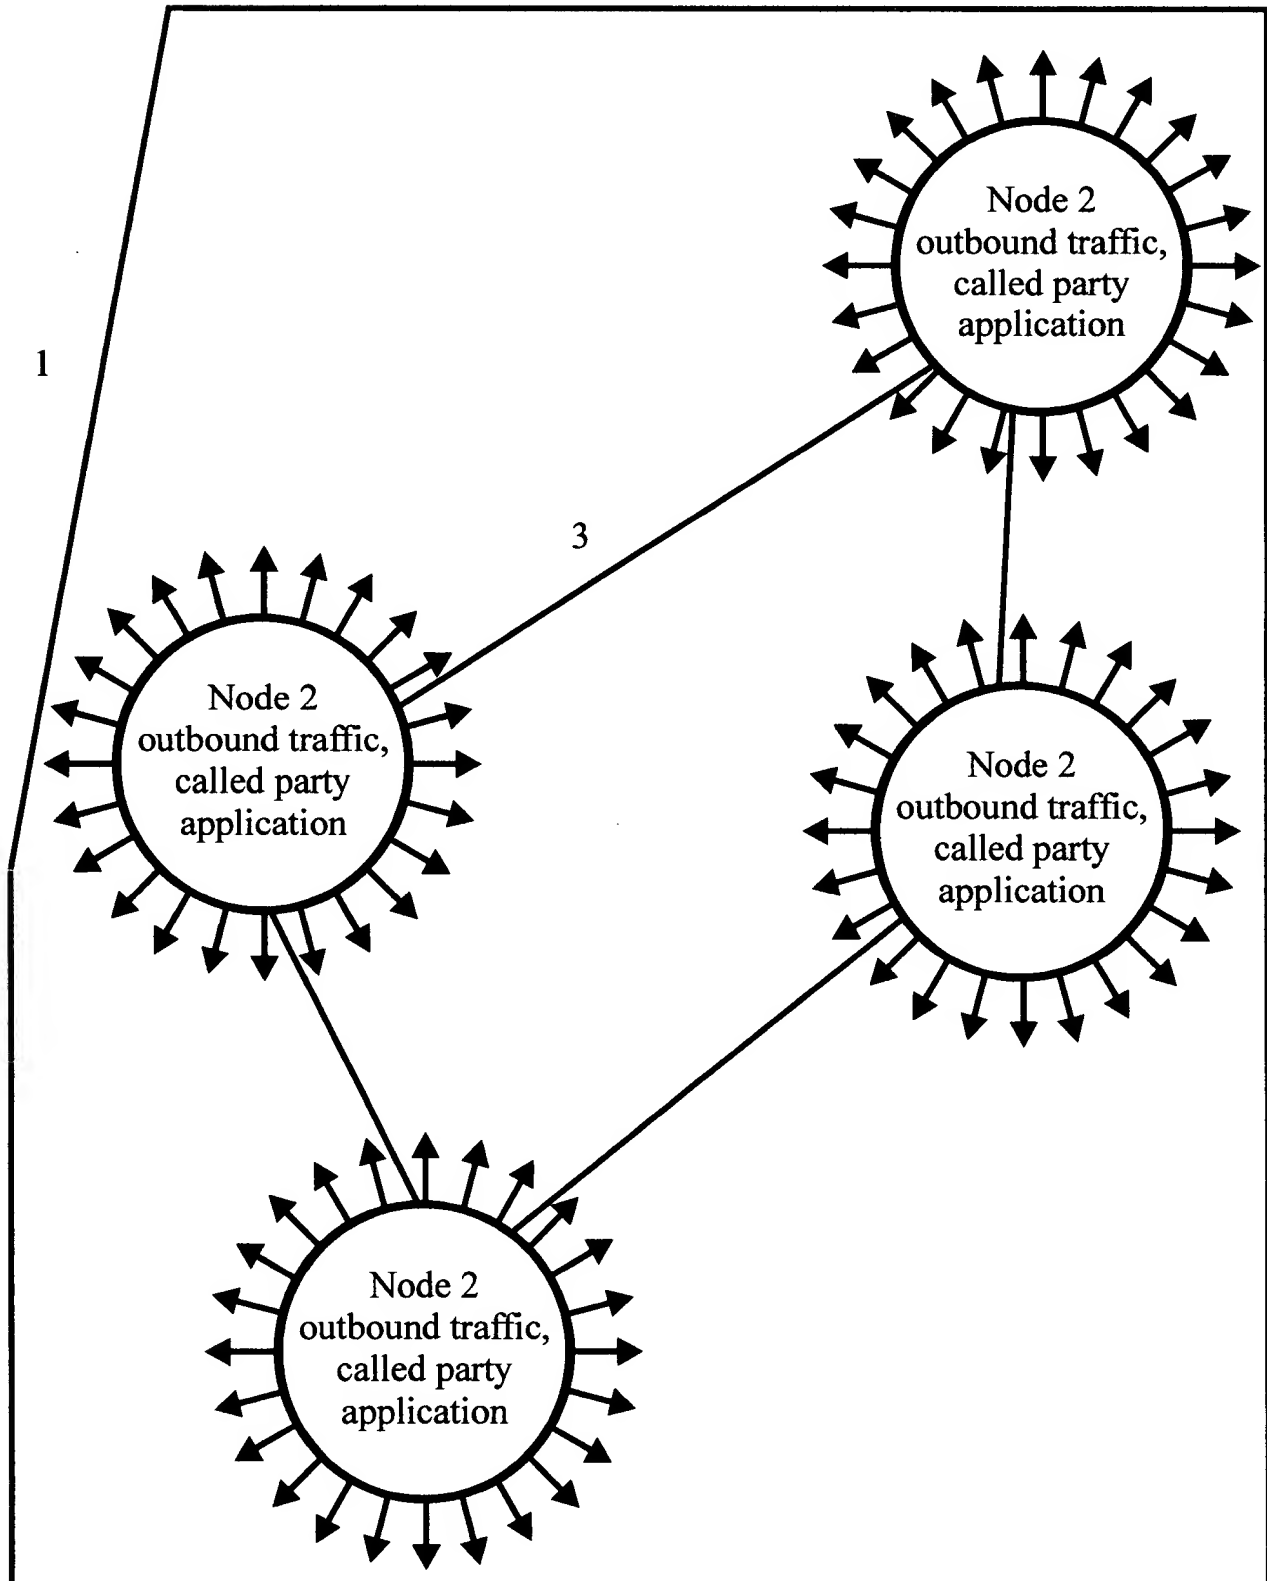 Node 2
outbound traffic,
called party
application
1
3
Node 2
outbound traffic,
called party
application
Node 2
outbound traffic,
called party
application
Node 2
outbound traffic,
called party
application